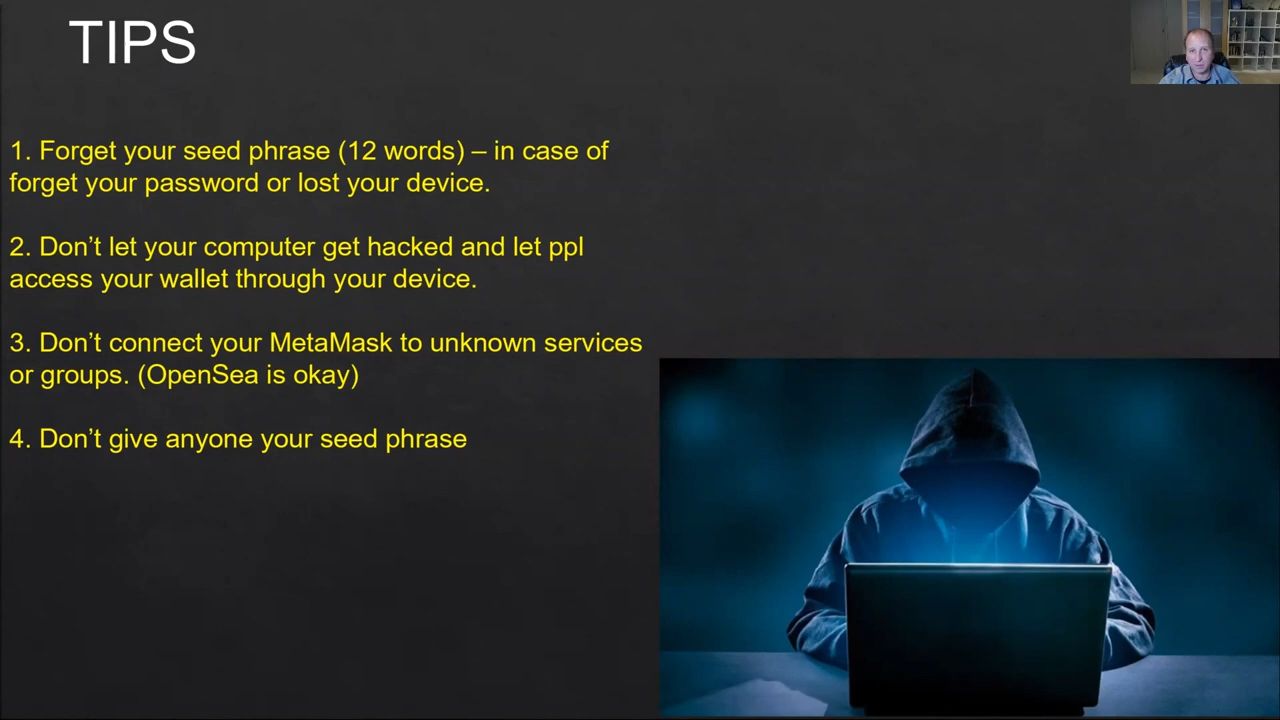 TIPS
1. Forget your seed phrase (12 words) – in case of
forget your password or lost your device.
2. Don’t let your computer get hacked and let ppl
access your wallet through your device.
3. Don’t connect your MetaMask to unknown services
or groups. (OpenSea is okay)
4. Don’t give anyone your seed phrase